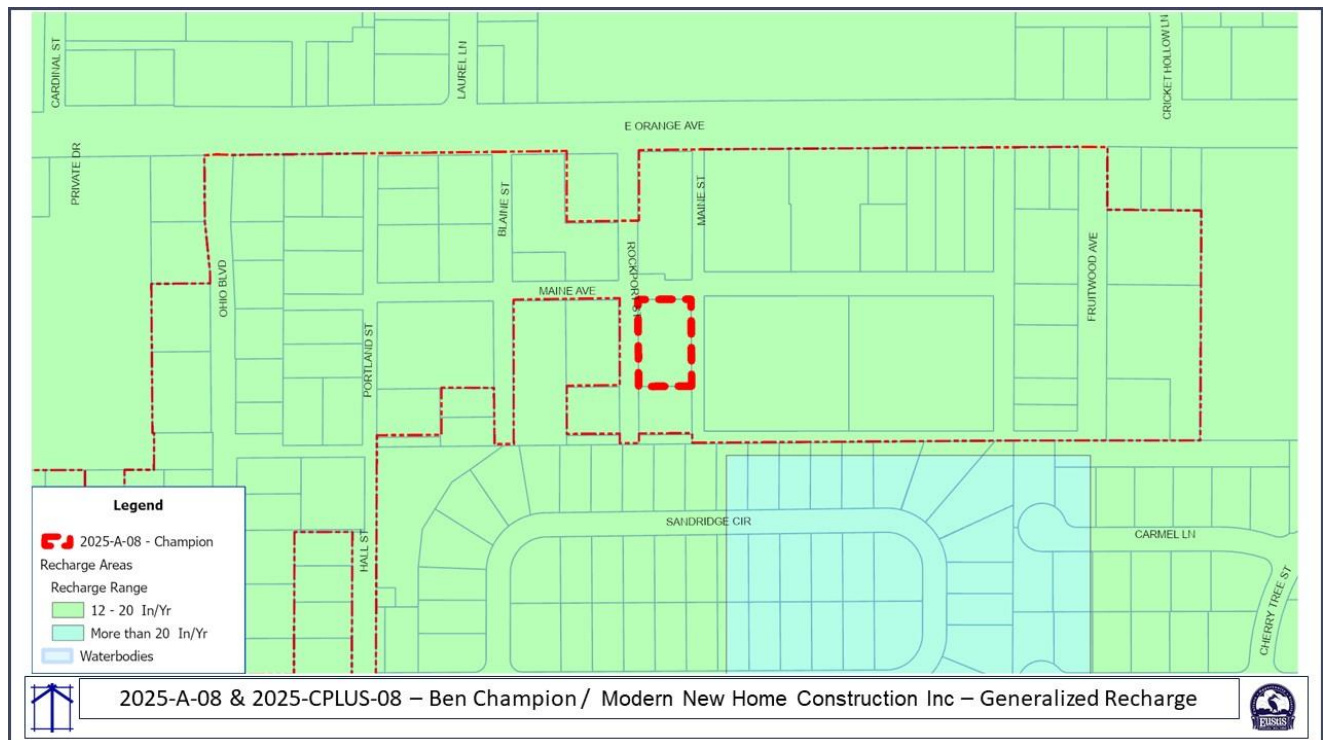 CARDINAL ST
LAUREL LN
CRICKET HOLLOW LN
E ORANGE AVE
PRIVATE DR
BLAINE ST
MAINE ST
OHIO BLVD
ROCKPORT ST
FRUITWOOD AVE
MAINE AVE
PORTLAND ST
SANDRIDGE CIR
CARMEL LN
HALL ST
CHERRY TREE ST
Legend
2025-A-08 - Champion
Recharge Areas
Recharge Range
12 - 20 In/Yr
More than 20 In/Yr
Waterbodies
2025-A-08 & 2025-CPLUS-08 – Ben Champion / Modern New Home Construction Inc – Generalized Recharge
EUSTIS